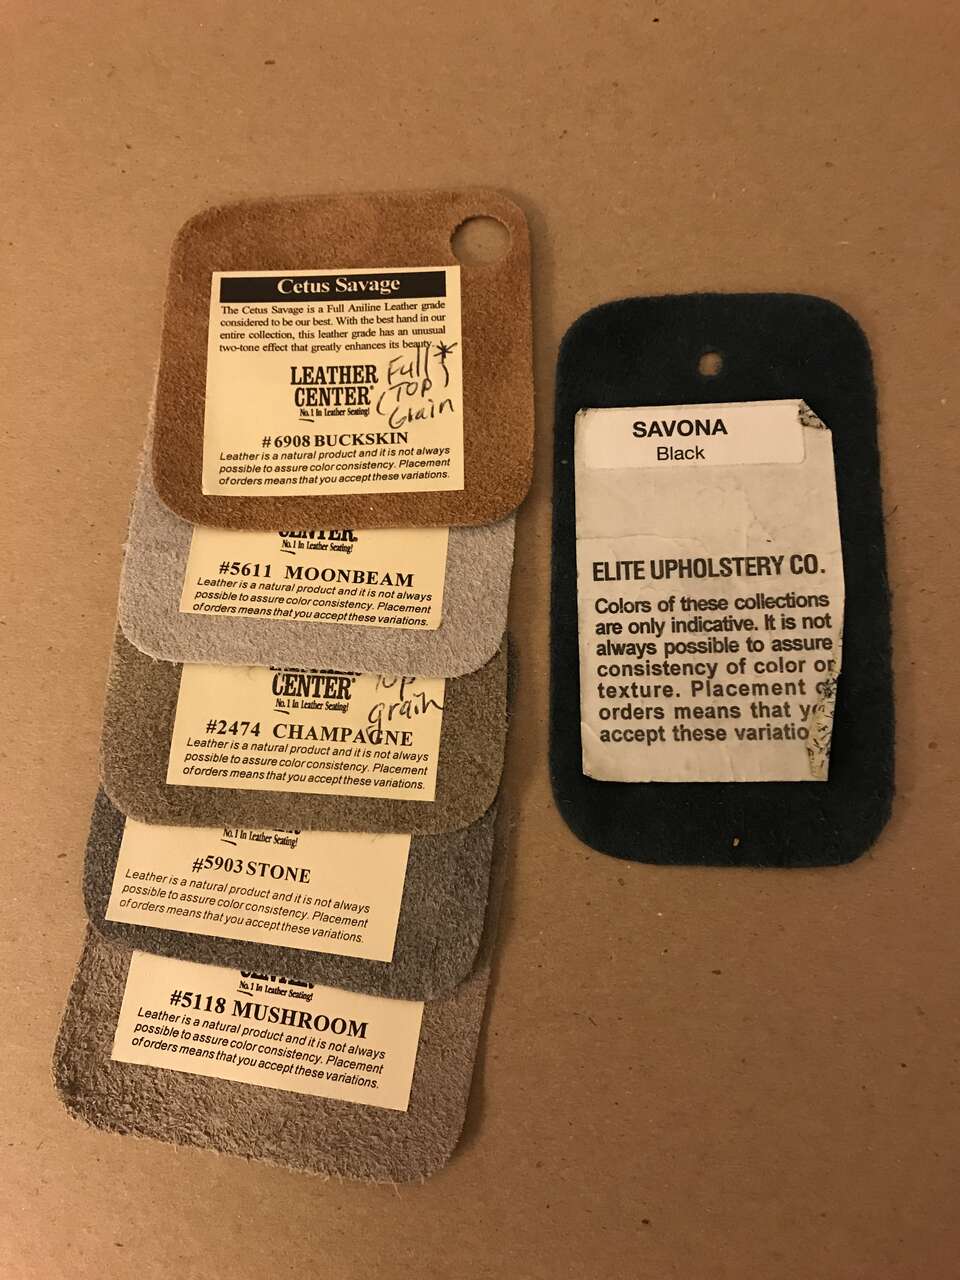 Cetus Savage
The Cetus Savage is a Full Aniline Leather grade
considered to be our best. With the best hand in our
entire collection, this leather grade has an unusual
two-tone effect that greatly enhances its beauty.
Full*
(TOP)
Grain
LEATHER
CENTER®
No. 1 In Leather Seating!
# 6908 BUCKSKIN
Leather is a natural product and it is not always
possible to assure color consistency. Placement
of orders means that you accept these variations.
CENTER.
No. 1 In Leather Seating!
#5611 MOONBEAM
Leather is a natural product and it is not always
possible to assure color consistency. Placement
of orders means that you accept these variations.
Top
grain
CENTER®
No. 1 In Leather Seating!
#2474 CHAMPAGNE
Leather is a natural product and it is not always
possible to assure color consistency. Placement
of orders means that you accept these variations.
No. 1 In Leather Seating!
#5903 STONE
Leather is a natural product and it is not always
possible to assure color consistency. Placement
of orders means that you accept these variations.
No. 1 In Leather Seating!
#5118 MUSHROOM
Leather is a natural product and it is not always
possible to assure color consistency. Placement
of orders means that you accept these variations.
SAVONA
Black
ELITE UPHOLSTERY CO.
Colors of these collections
are only indicative. It is not
always possible to assure
consistency of color or
texture. Placement
orders means that
accept these variatio